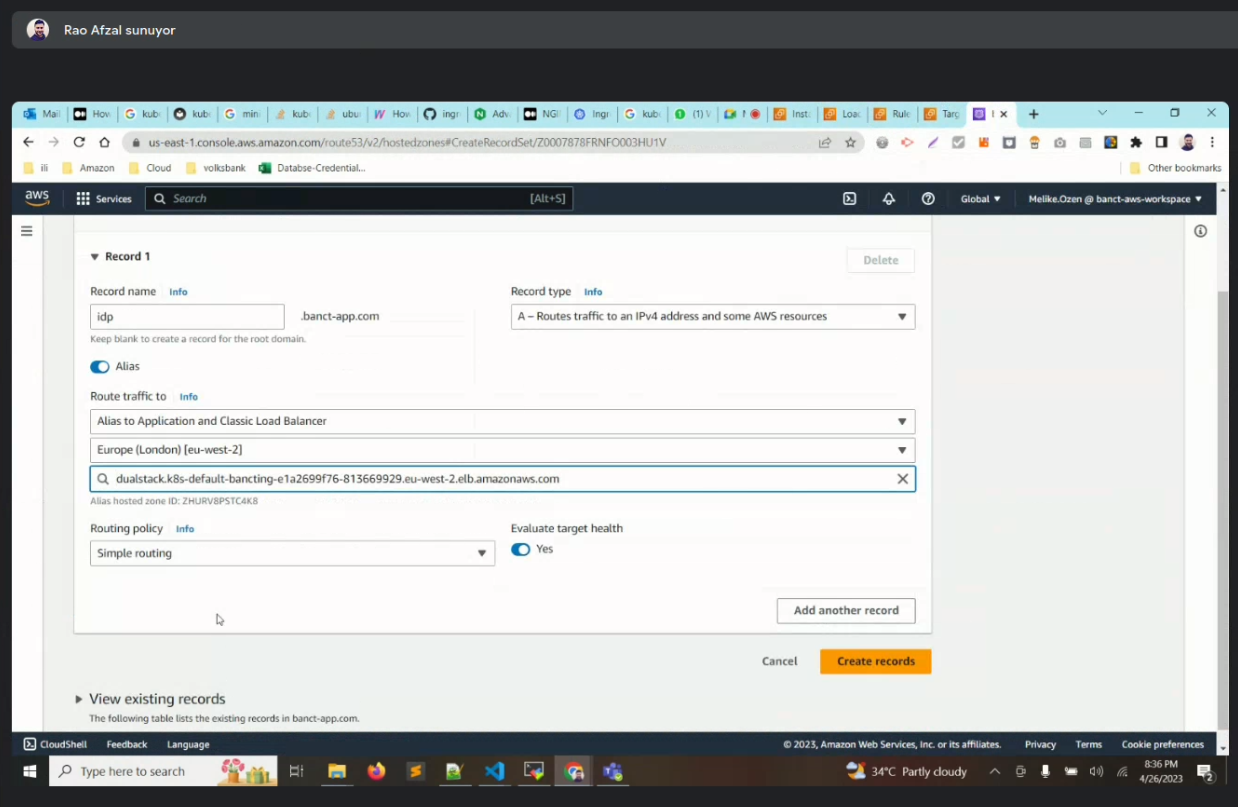 Rao Afzal sunuyor
Mail How kub kub min kub ubu How ingr Adv NGI Ingr kub (1) Inst Loac Rule Targ
us-east-1.console.aws.amazon.com/route53/v2/hostedzones#CreateRecordSet/Z0007878FRNFO003HU1V
ili Amazon Cloud volksbank Databse-Credential... Other bookmarks
aws Services Search [Alt+S] Global Melike.Ozen @ banct-aws-workspace
Record 1 Delete
Record name Info Record type Info
idp .banct-app.com A – Routes traffic to an IPv4 address and some AWS resources
Keep blank to create a record for the root domain.
Alias
Route traffic to Info
Alias to Application and Classic Load Balancer
Europe (London) [eu-west-2]
dualstack.k8s-default-bancting-e1a2699f76-813669929.eu-west-2.elb.amazonaws.com
Alias hosted zone ID: ZHURV8PSTC4K8
Routing policy Info Evaluate target health
Simple routing Yes
Add another record
Cancel Create records
View existing records
The following table lists the existing records in banct-app.com.
CloudShell Feedback Language © 2023, Amazon Web Services, Inc. or its affiliates. Privacy Terms Cookie preferences
Type here to search 34°C Partly cloudy 8:36 PM
4/26/2023 2